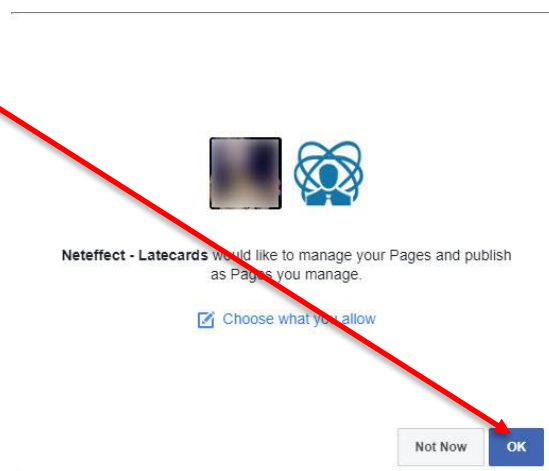 Neteffect - Latecards would like to manage your Pages and publish
as Pages you manage.
Choose what you allow
Not Now
OK